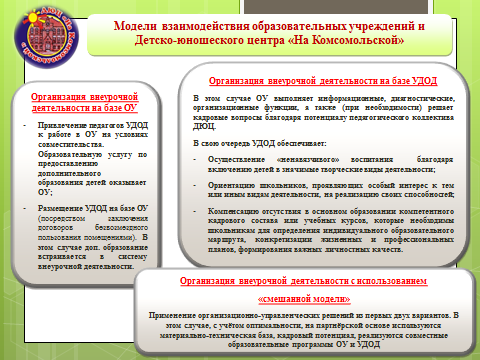 Модели взаимодействия образовательных учреждений и
Детско-юношеского центра «На Комсомольской»
Организация внеурочной
деятельности на базе ОУ
- Привлечение педагогов УДОД
к работе в ОУ на условиях
совместительства.
Образовательную услугу по
предоставлению
дополнительного
образования детей оказывает
ОУ;
- Размещение УДОД на базе ОУ
(посредством заключения
договоров безвозмездного
пользования помещениями). В
этом случае доп. образование
встраивается в систему
внеурочной деятельности.
Организация внеурочной деятельности на базе УДОД
В этом случае ОУ выполняет информационные, диагностические,
организационные функции, а также (при необходимости) решает
кадровые вопросы благодаря потенциалу педагогического коллектива
ДЮЦ.
В свою очередь УДОД обеспечивает:
- Осуществление «ненавязчивого» воспитания благодаря
включению детей в значимые творческие виды деятельности;
- Ориентацию школьников, проявляющих особый интерес к тем
или иным видам деятельности, на реализацию своих способностей;
- Компенсацию отсутствия в основном образовании компетентного
кадрового состава или учебных курсов, которые необходимы
школьникам для определения индивидуального образовательного
маршрута, конкретизации жизненных и профессиональных
планов, формирования важных личностных качеств.
Организация внеурочной деятельности с использованием
«смешанной модели»
Применение организационно-управленческих решений из первых двух вариантов. В
этом случае, с учётом оптимальности, на партнёрской основе используются
материально-техническая база, кадровый потенциал, реализуются совместные
образовательные программы ОУ и УДОД